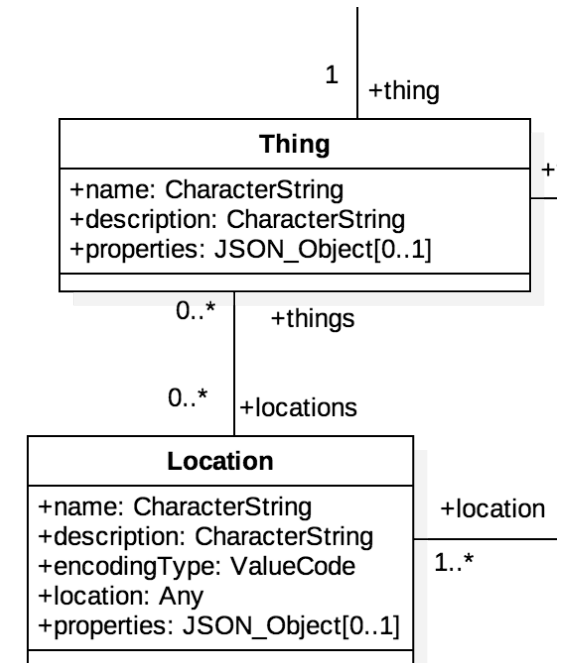 1
+thing
Thing
+
+name: CharacterString
+description: CharacterString
+properties: JSON_Object[0..1]
0..*
+things
0..*
+locations
Location
+name: CharacterString
+description: CharacterString
+encodingType: ValueCode
+location: Any
+properties: JSON_Object[0..1]
+location
1..*